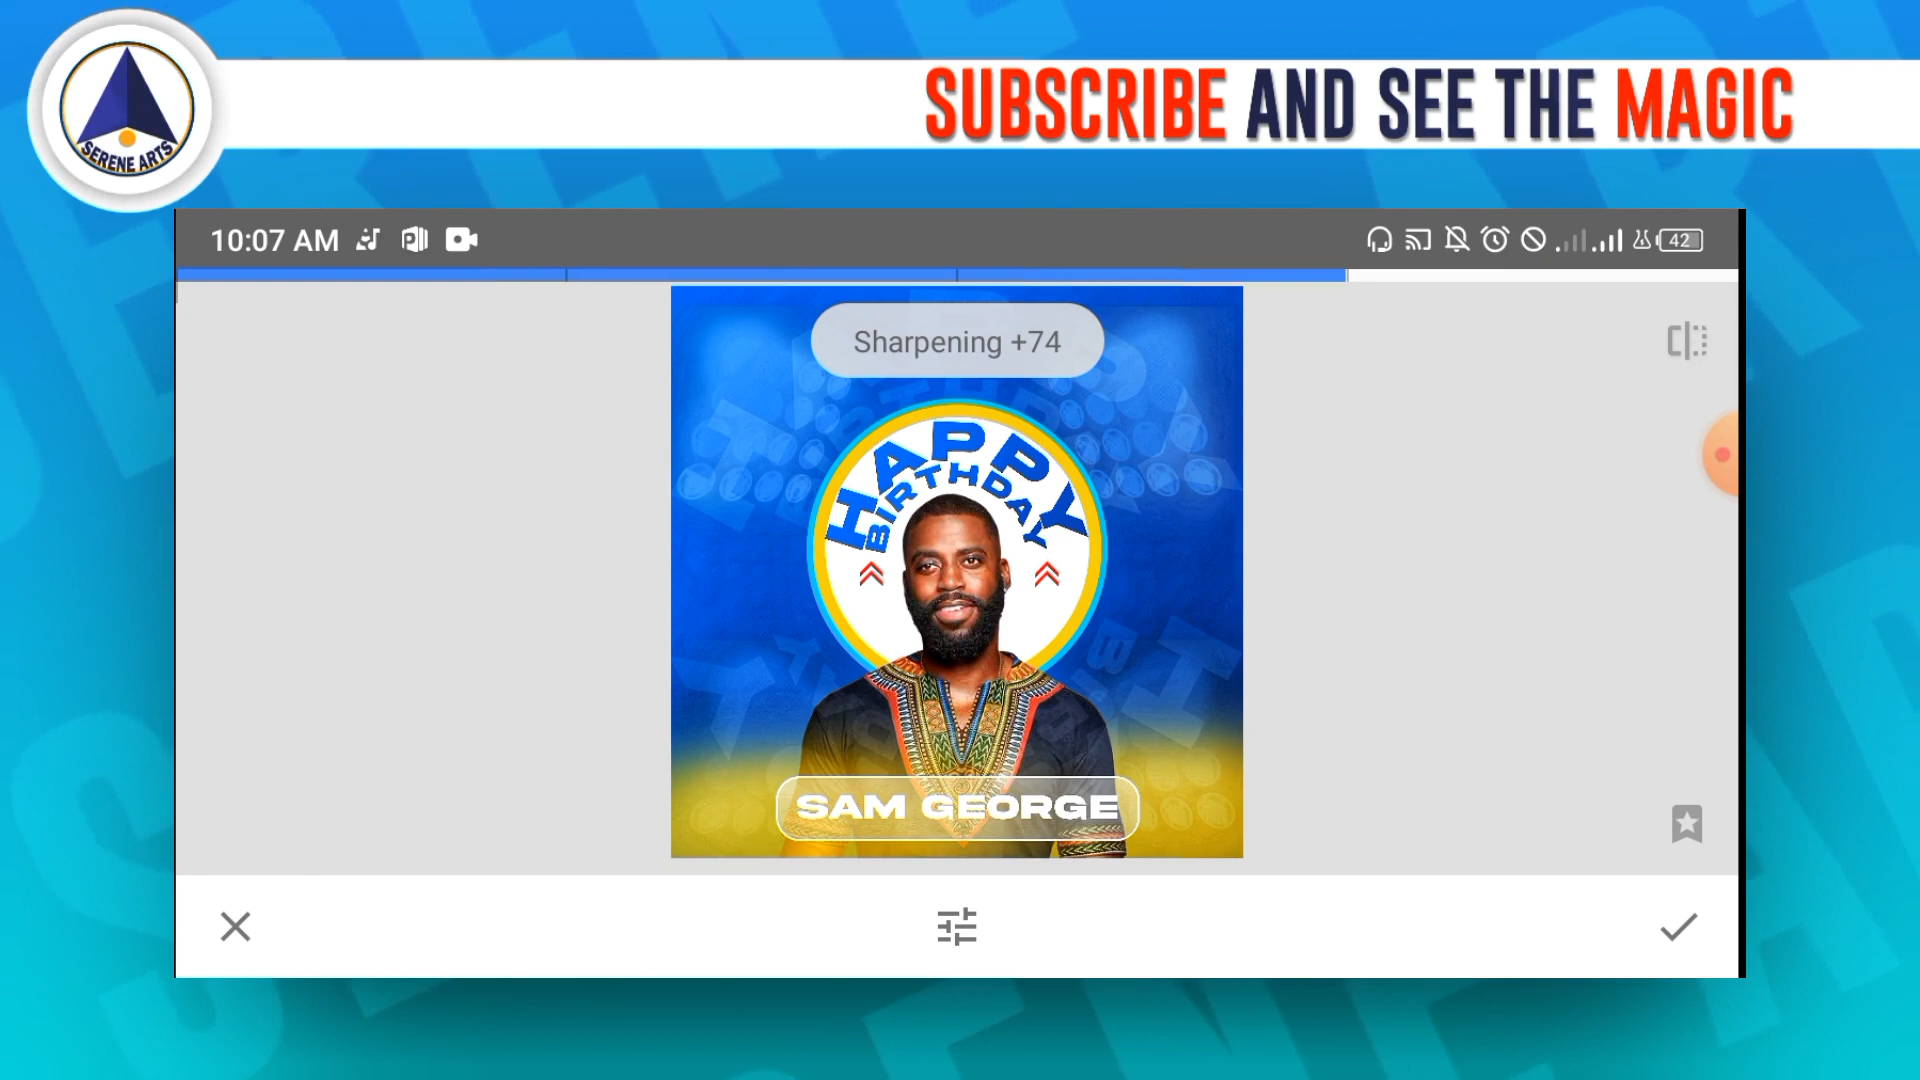 SUBSCRIBE AND SEE THE MAGIC
SERENE ARTS
10:07 AM
42
Sharpening +74
HAPPY
BIRTHDAY
SAM GEORGE